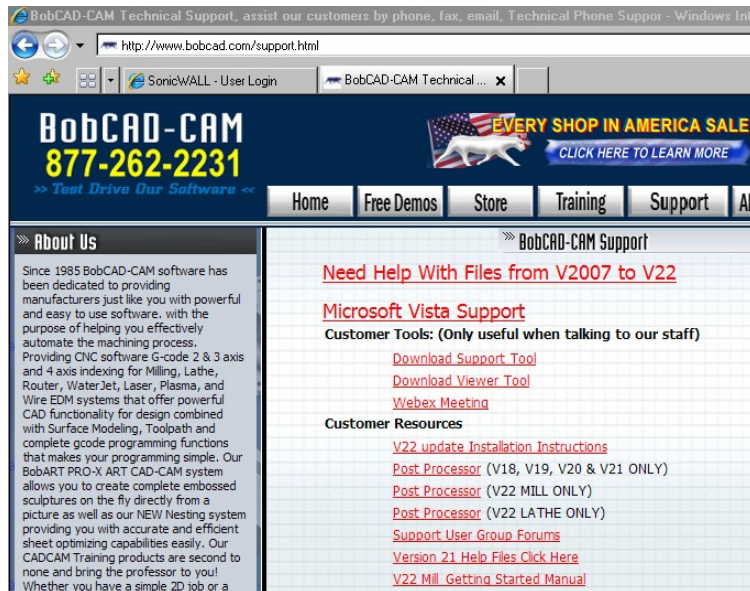 BobCAD-CAM Technical Support, assist our customers by phone, fax, email, Technical Phone Suppor - Windows In
http://www.bobcad.com/support.html
SonicWALL - User Login
BobCAD-CAM Technical ...
BobCAD-CAM
877-262-2231
>> Test Drive Our Software <<
EVERY SHOP IN AMERICA SALE
CLICK HERE TO LEARN MORE
Home
Free Demos
Store
Training
Support
About Us
Since 1985 BobCAD-CAM software has
been dedicated to providing
manufacturers just like you with powerful
and easy to use software. with the
purpose of helping you effectively
automate the machining process.
Providing CNC software G-code 2 & 3 axis
and 4 axis indexing for Milling, Lathe,
Router, WaterJet, Laser, Plasma, and
Wire EDM systems that offer powerful
CAD functionality for design combined
with Surface Modeling, Toolpath and
complete gcode programming functions
that makes your programming simple. Our
BobART PRO-X ART CAD-CAM system
allows you to create complete embossed
sculptures on the fly directly from a
picture as well as our NEW Nesting system
providing you with accurate and efficient
sheet optimizing capabilities easily. Our
CADCAM Training products are second to
none and bring the professor to you!
Whether you have a simple 2D job or a
BobCAD-CAM Support
Need Help With Files from V2007 to V22
Microsoft Vista Support
Customer Tools: (Only useful when talking to our staff)
Download Support Tool
Download Viewer Tool
Webex Meeting
Customer Resources
V22 update Installation Instructions
Post Processor (V18, V19, V20 & V21 ONLY)
Post Processor (V22 MILL ONLY)
Post Processor (V22 LATHE ONLY)
Support User Group Forums
Version 21 Help Files Click Here
V22 Mill Getting Started Manual